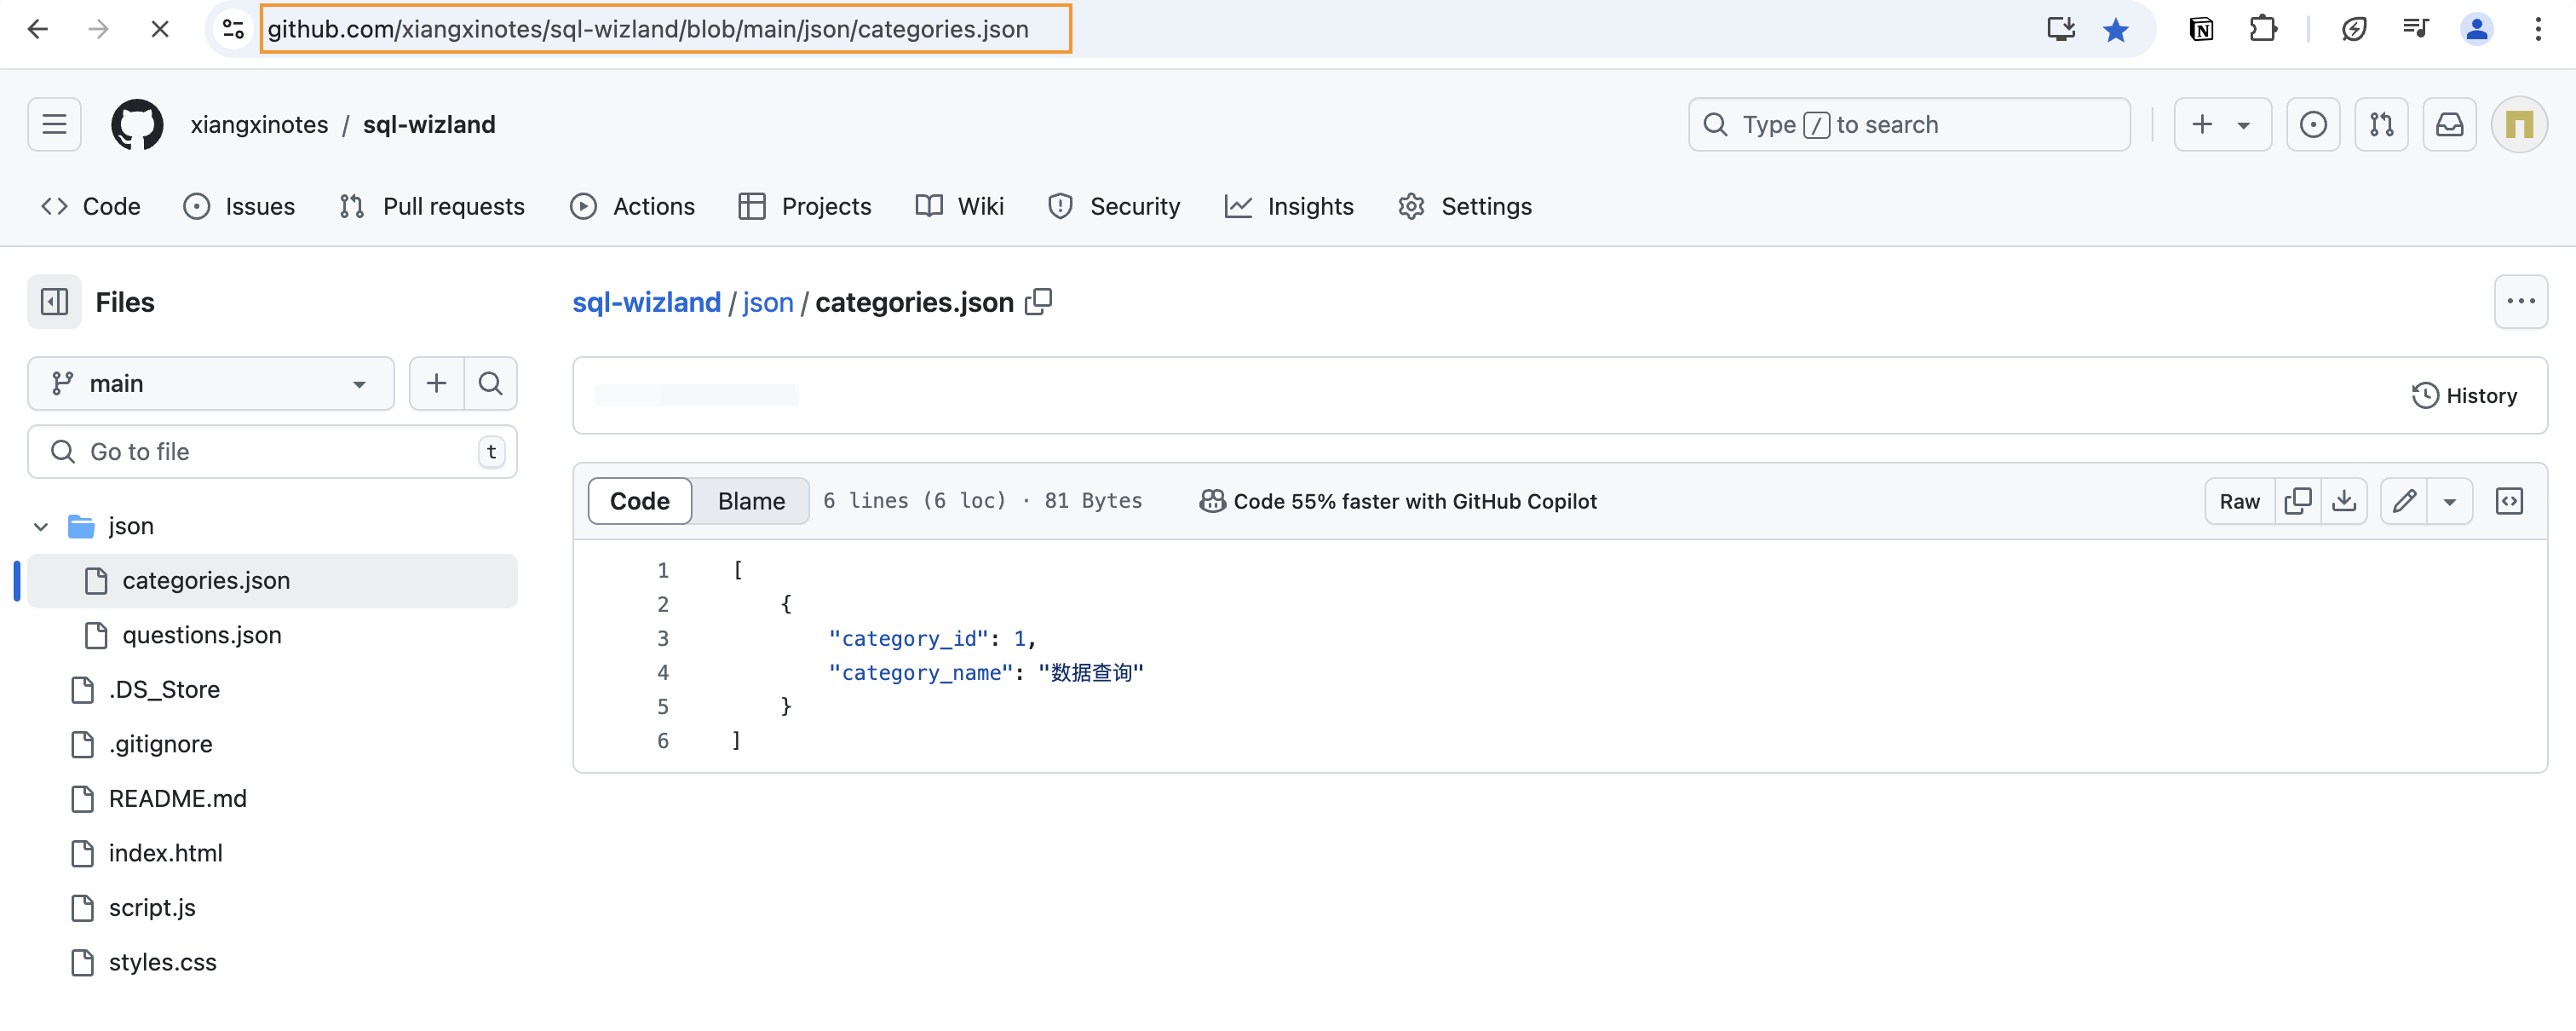 github.com/xiangxinotes/sql-wizland/blob/main/json/categories.json
xiangxinotes / sql-wizland
Type / to search
Code Issues Pull requests Actions Projects Wiki Security Insights Settings
Files
main
Go to file t
json
categories.json
questions.json
.DS_Store
.gitignore
README.md
index.html
script.js
styles.css
sql-wizland / json / categories.json
History
Code Blame 6 lines (6 loc) · 81 Bytes Code 55% faster with GitHub Copilot Raw
1 [
2 {
3 "category_id": 1,
4 "category_name": "数据查询"
5 }
6 ]